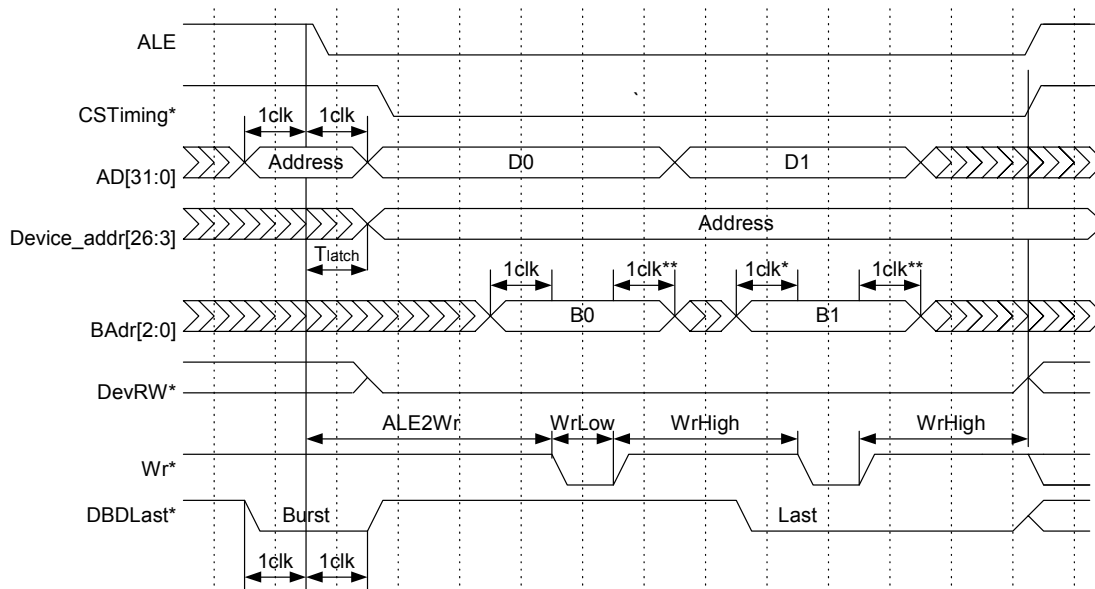 ALE
CSTiming*
1clk 1clk
AD[31:0] Address D0 D1
Device_addr[26:3] Address
Tlatch
1clk 1clk** 1clk* 1clk**
BAdr[2:0] B0 B1
DevRW*
ALE2Wr WrLow WrHigh WrHigh
Wr*
DBDLast* Burst Last
1clk 1clk